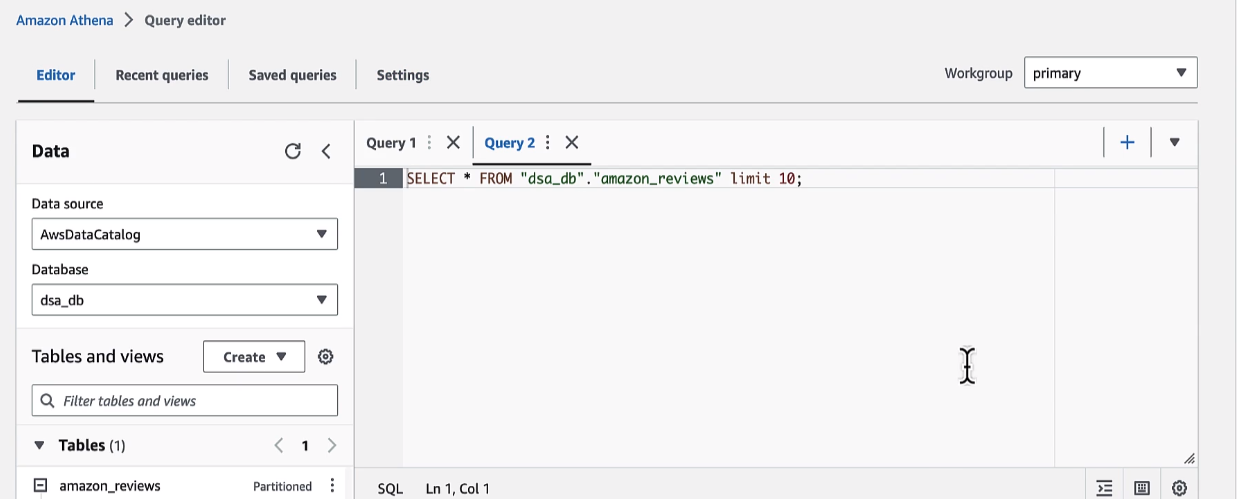 Amazon Athena > Query editor
Editor Recent queries Saved queries Settings Workgroup primary
Data
Data source
AwsDataCatalog
Database
dsa_db
Tables and views Create
Filter tables and views
Tables (1) < 1 >
amazon_reviews Partitioned
Query 1 Query 2
1 SELECT * FROM "dsa_db"."amazon_reviews" limit 10;
SQL Ln 1, Col 1